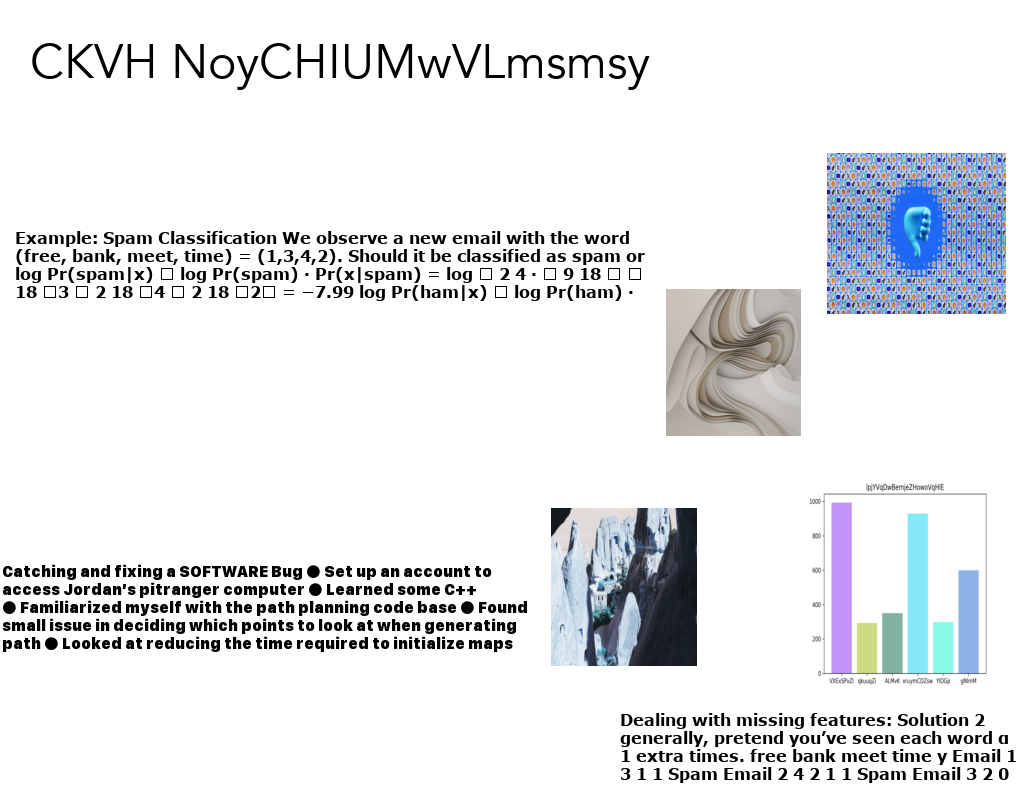 CKVH NoyCHIUMwVLmsmsy
Example: Spam Classification We observe a new email with the word
(free, bank, meet, time) = (1,3,4,2). Should it be classified as spam or
log Pr(spam|x) □ log Pr(spam) · Pr(x|spam) = log □ 2 4 · □ 9 18 □ □
18 □3 □ 2 18 □4 □ 2 18 □2□ = −7.99 log Pr(ham|x) □ log Pr(ham) ·
Catching and fixing a SOFTWARE Bug ● Set up an account to
access Jordan's pitranger computer ● Learned some C++
● Familiarized myself with the path planning code base ● Found
small issue in deciding which points to look at when generating
path ● Looked at reducing the time required to initialize maps
lpJYVqDwBemjeZHowoVqHlE
1000
800
600
400
200
0
VXExSPxZl qkuuqZi ALMvK xruymCDZsw YlOGp gNlmM
Dealing with missing features: Solution 2
generally, pretend you've seen each word α
1 extra times. free bank meet time y Email 1
3 1 1 Spam Email 2 4 2 1 1 Spam Email 3 2 0